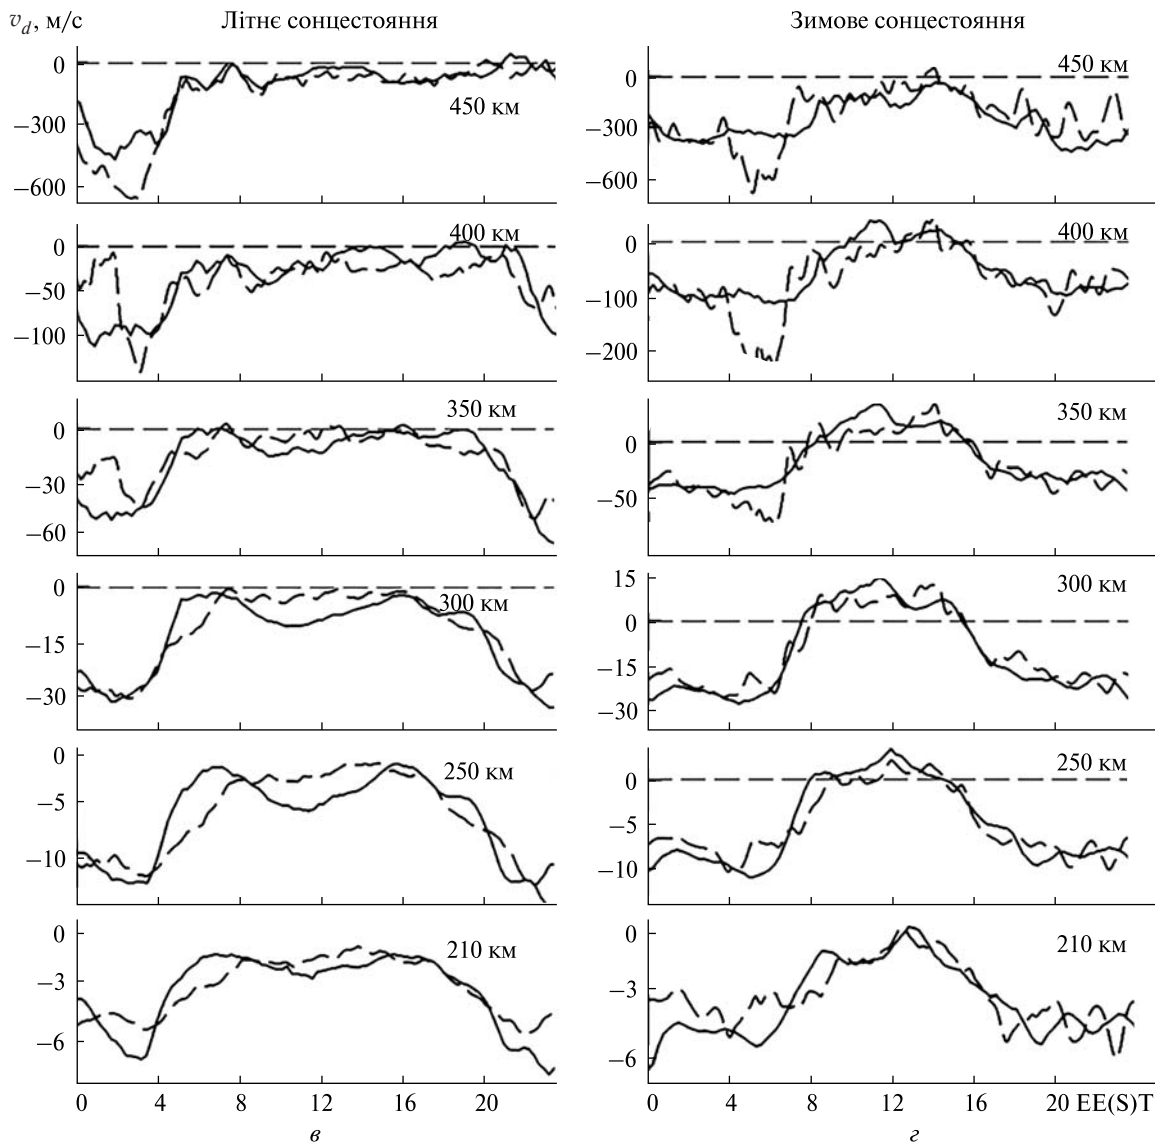 v_d, м/с Літнє сонцестояння Зимове сонцестояння
0
−300
−600
450 км
0
−300
−600
450 км
0
−50
−100
400 км
0
−100
−200
400 км
0
−30
−60
350 км
0
−50
350 км
0
−15
−30
300 км
15
0
−15
−30
300 км
0
−5
−10
250 км
0
−5
−10
250 км
0
−3
−6
210 км
0
−3
−6
210 км
0 4 8 12 16 20
0 4 8 12 16 20 EE(S)T
в
г